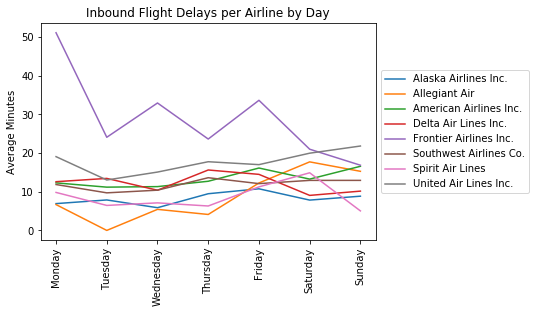 Inbound Flight Delays per Airline by Day
Average Minutes
50
40
30
20
10
0
Monday
Tuesday
Wednesday
Thursday
Friday
Saturday
Sunday
Alaska Airlines Inc.
Allegiant Air
American Airlines Inc.
Delta Air Lines Inc.
Frontier Airlines Inc.
Southwest Airlines Co.
Spirit Air Lines
United Air Lines Inc.